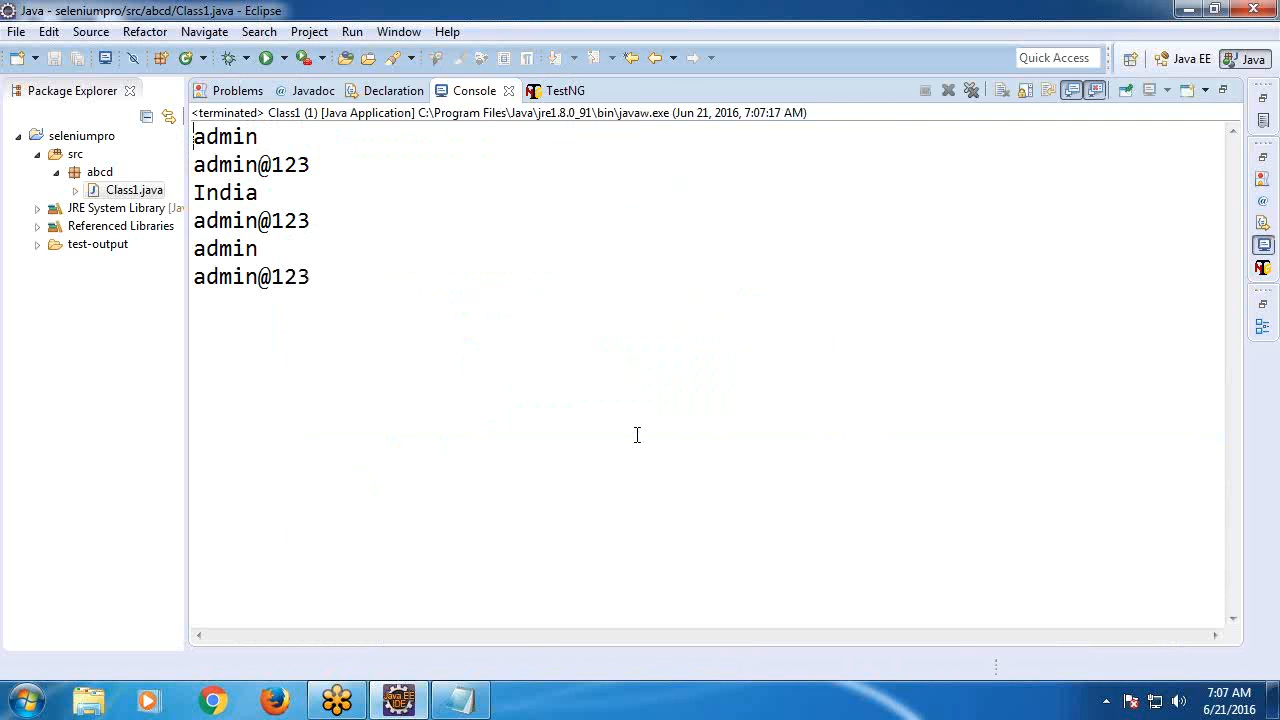 Java - seleniumpro/src/abcd/Class1.java - Eclipse
File Edit Source Refactor Navigate Search Project Run Window Help
Quick Access
Java EE
Java
Package Explorer
Problems
@ Javadoc
Declaration
Console
TestNG
<terminated> Class1 (1) [Java Application] C:\Program Files\Java\jre1.8.0_91\bin\javaw.exe (Jun 21, 2016, 7:07:17 AM)
seleniumpro
src
abcd
Class1.java
JRE System Library [Jav
Referenced Libraries
test-output
admin
admin@123
India
admin@123
admin
admin@123
Java EE
IDE
7:07 AM
6/21/2016